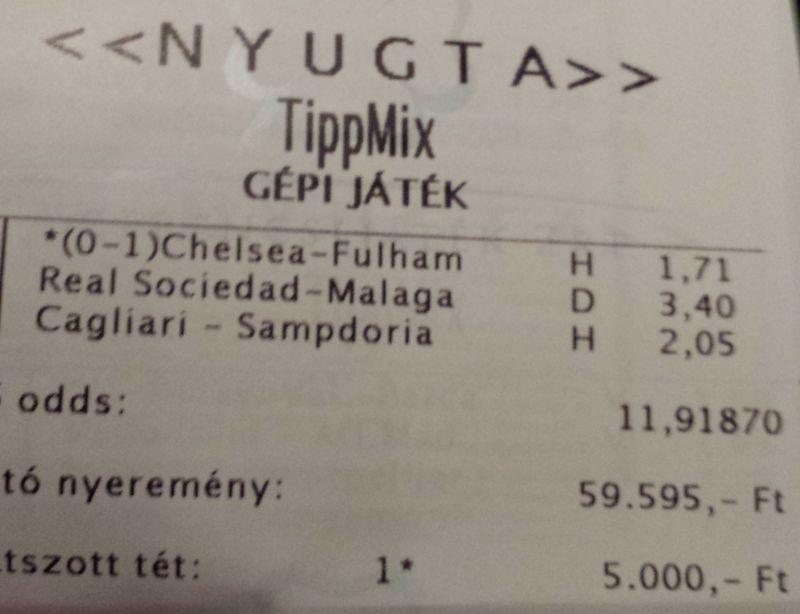 <<NYUGTA>>
TippMix
GÉPI JÁTÉK
*(0-1)Chelsea-Fulham H 1,71
Real Sociedad-Malaga D 3,40
Cagliari - Sampdoria H 2,05
odds: 11,91870
tó nyeremény: 59.595,- Ft
tszott tét: 1* 5.000,- Ft